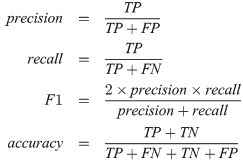 precision = TP / TP + FP
recall = TP / TP + FN
F1 = 2 × precision × recall / precision + recall
accuracy = TP + TN / TP + FN + TN + FP